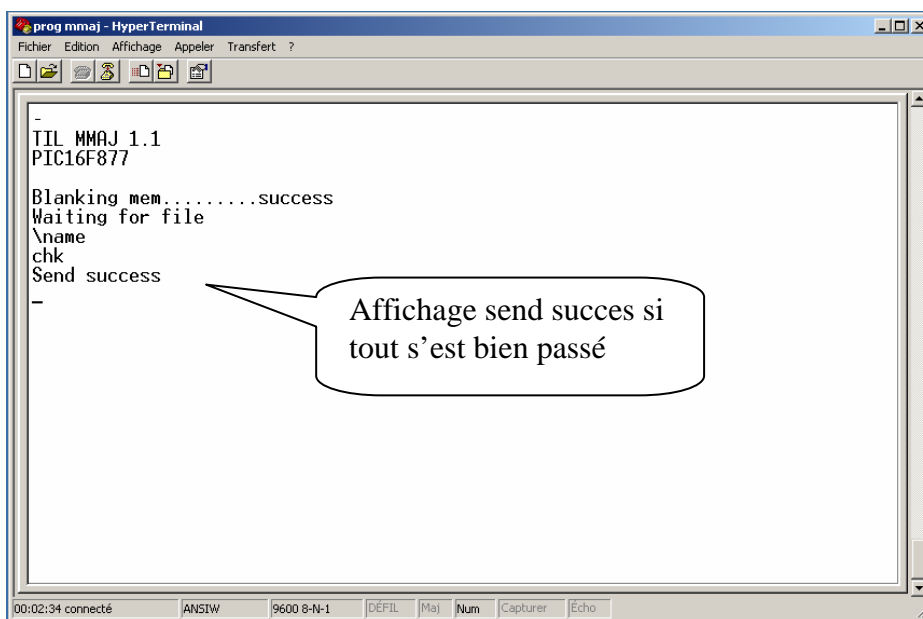 prog mmaj - HyperTerminal
Fichier Edition Affichage Appeler Transfert ?
-
TIL MMAJ 1.1
PIC16F877
Blanking mem.........success
Waiting for file
\name
chk
Send success
Affichage send succes si
tout s’est bien passé
00:02:34 connecté ANSIW 9600 8-N-1 DÉFIL Maj Num Capturer Écho